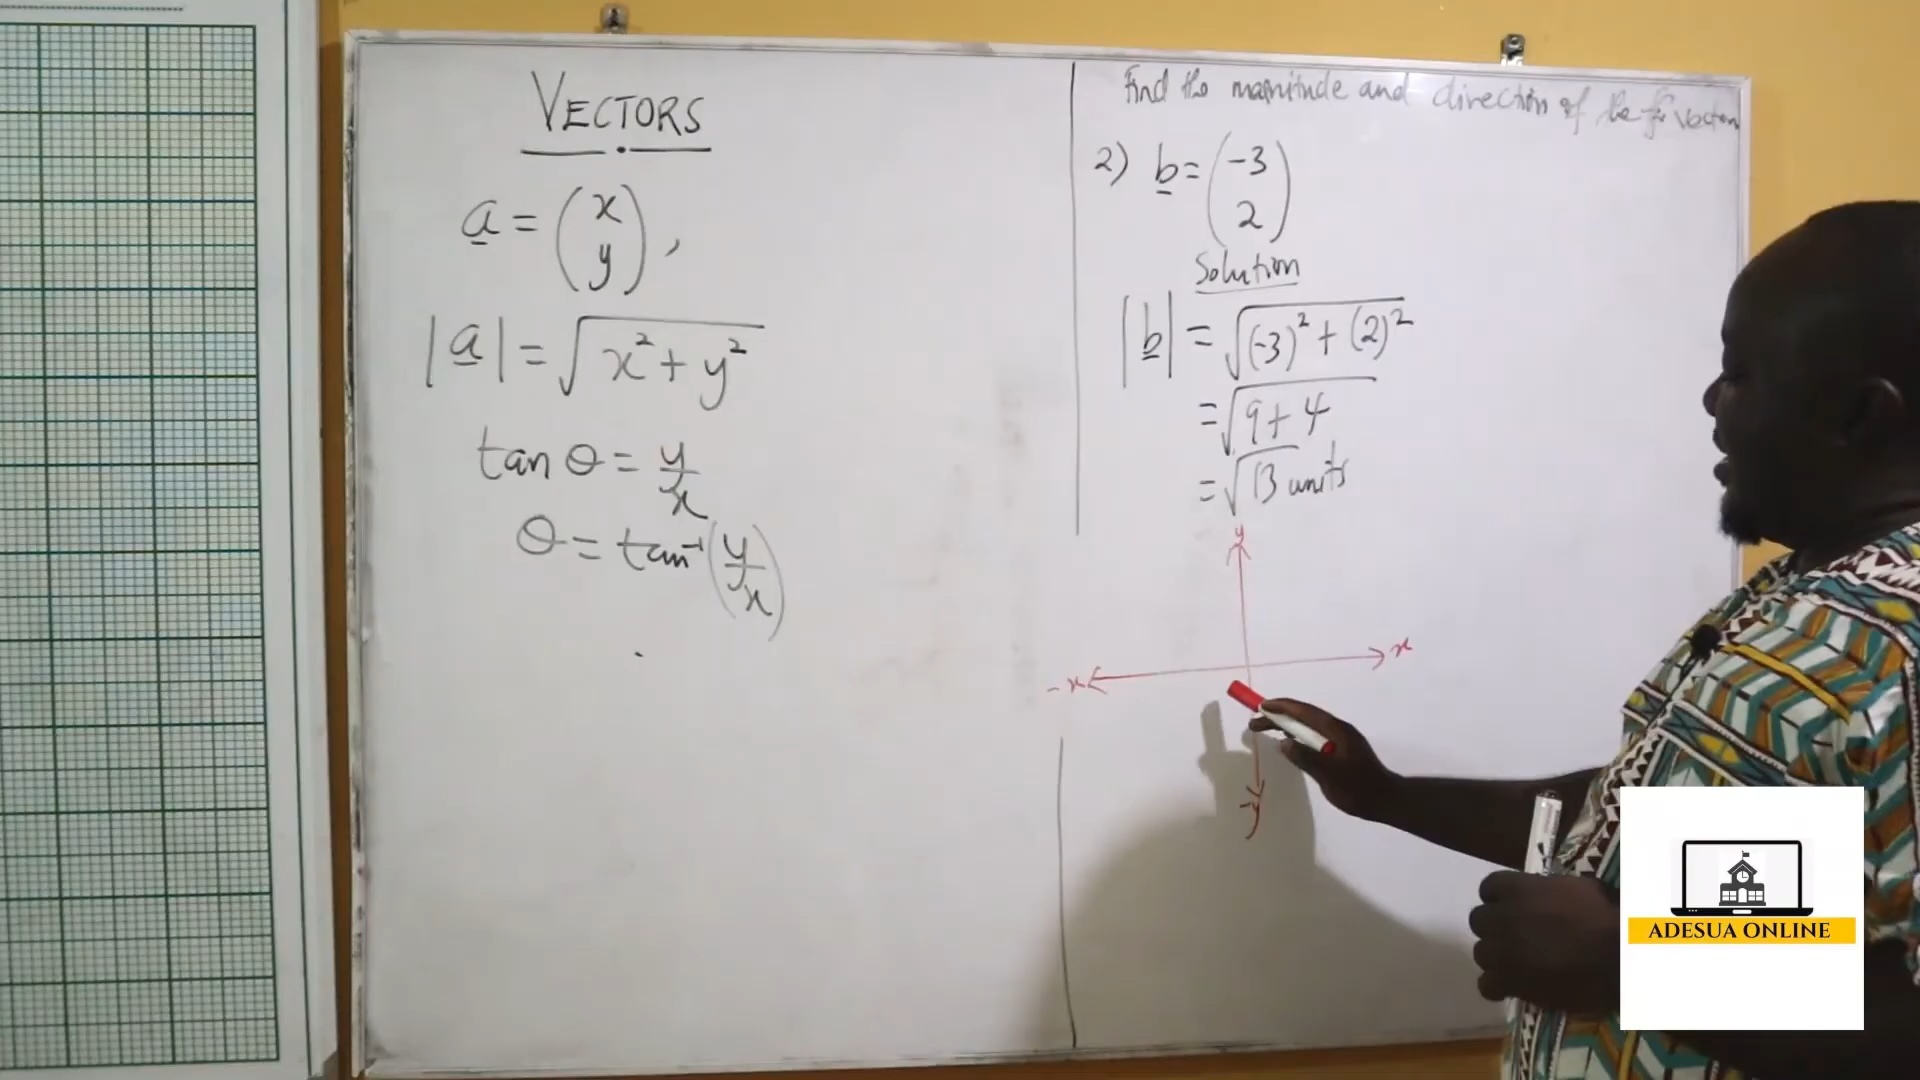 VECTORS
a = (x
y),
|a| = √x² + y²
tan θ = y/x
θ = tan⁻¹(y/x)
Find the magnitude and direction of the ff vectors
2) b = (-3
2)
Solution
|b| = √(-3)² + (2)²
= √9 + 4
= √13 units
y
-x
x
-y
ADESUA ONLINE